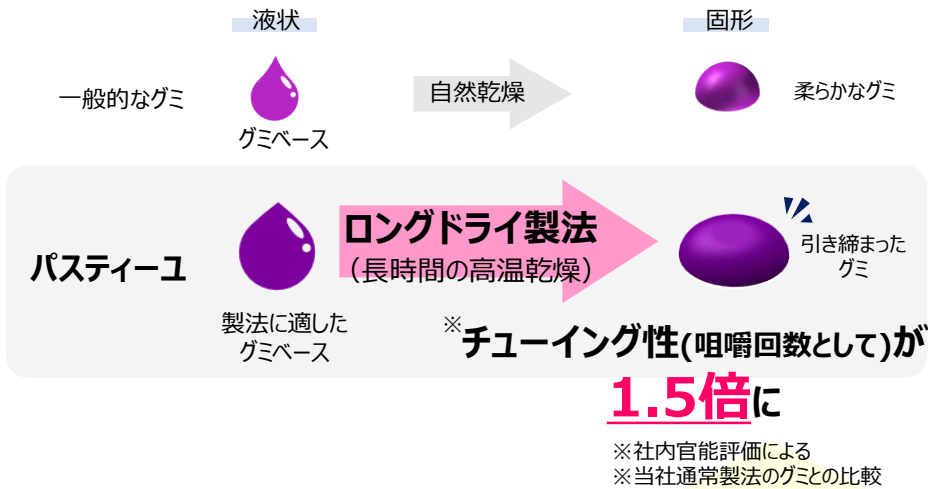 液状
固形
一般的なグミ
グミベース
自然乾燥
柔らかなグミ
パスティーユ
製法に適した
グミベース
ロングドライ製法
（長時間の高温乾燥）
引き締まった
グミ
※チューイング性(咀嚼回数として)が
1.5倍に
※社内官能評価による
※当社通常製法のグミとの比較